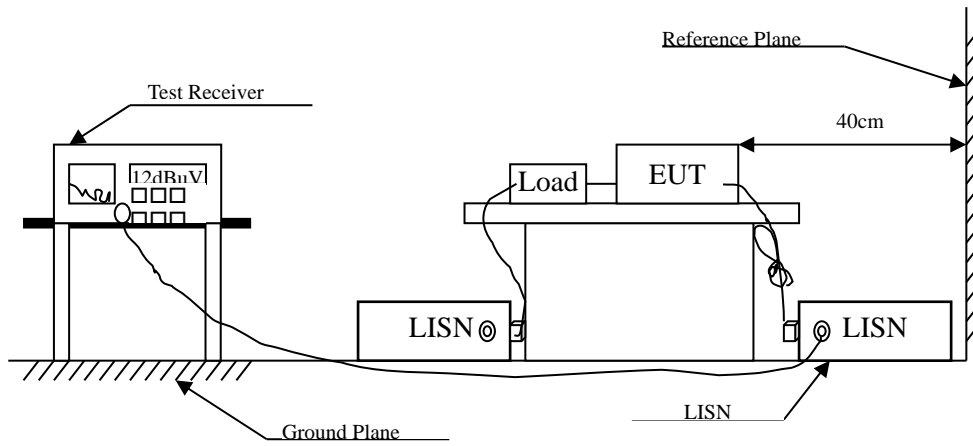 Reference Plane
Test Receiver
40cm
12dBuV
Load
EUT
LISN
LISN
LISN
Ground Plane